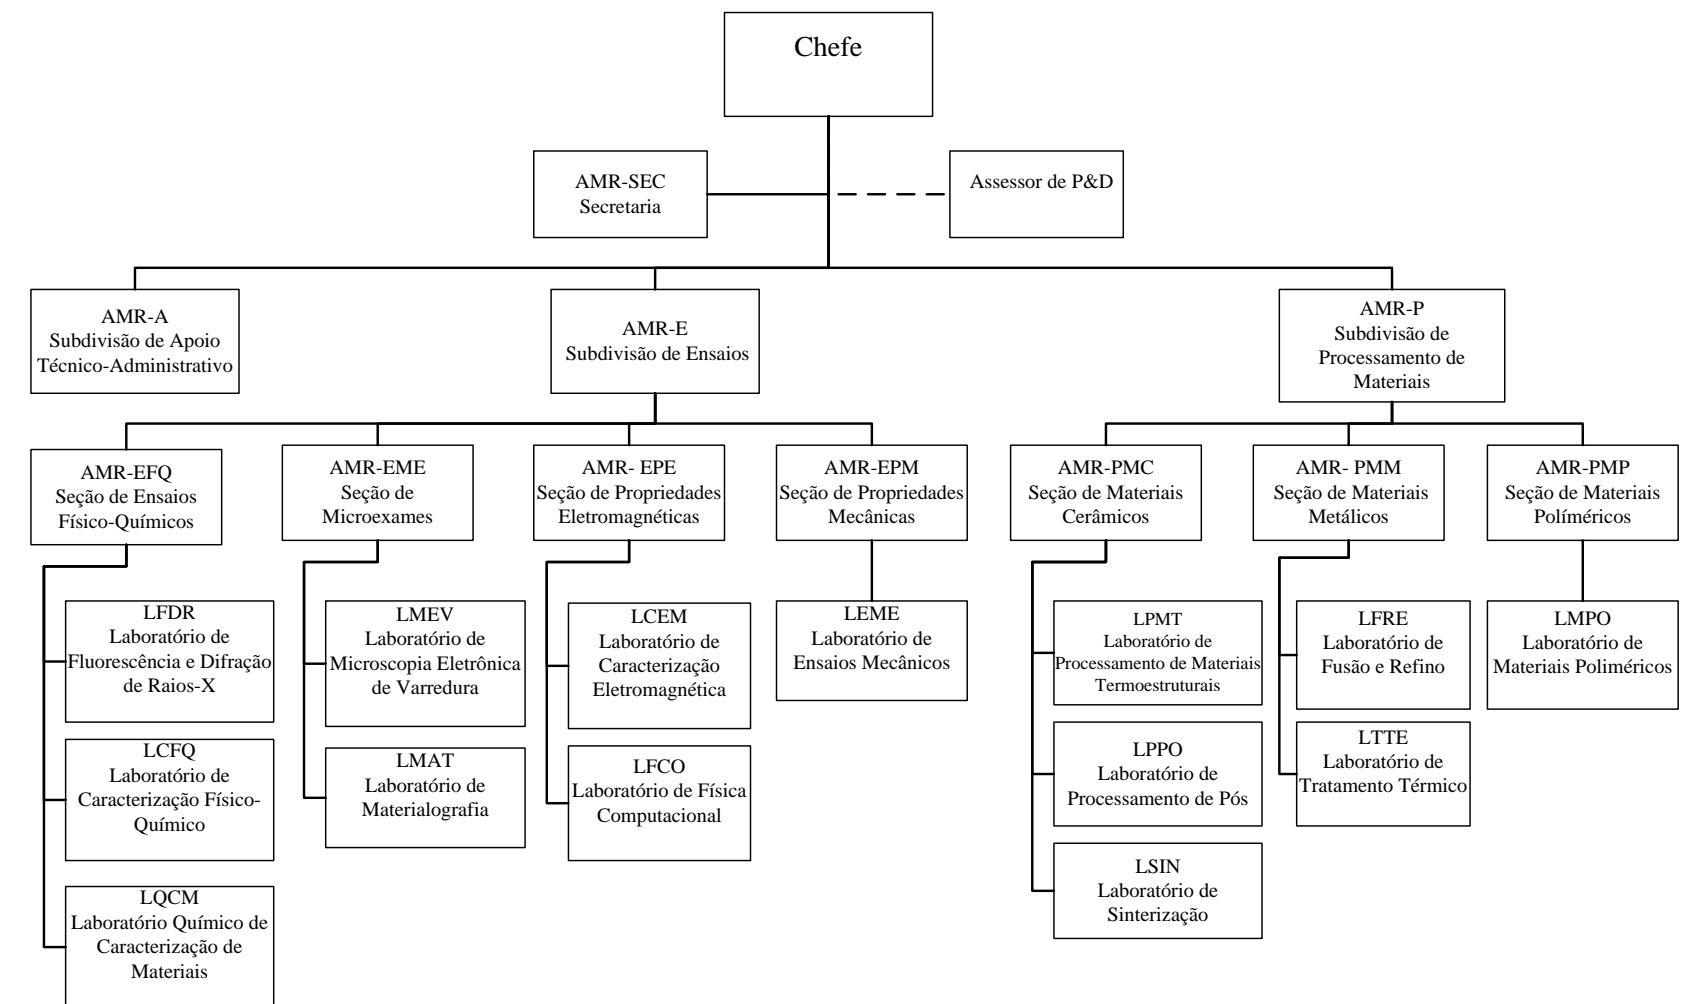 Chefe
AMR-SEC
Secretaria
Assessor de P&D
AMR-A
Subdivisão de Apoio
Técnico-Administrativo
AMR-E
Subdivisão de Ensaios
AMR-P
Subdivisão de
Processamento de
Materiais
AMR-EFQ
Seção de Ensaios
Físico-Químicos
AMR-EME
Seção de
Microexames
AMR- EPE
Seção de Propriedades
Eletromagnéticas
AMR-EPM
Seção de Propriedades
Mecânicas
AMR-PMC
Seção de Materiais
Cerâmicos
AMR- PMM
Seção de Materiais
Metálicos
AMR-PMP
Seção de Materiais
Políméricos
LFDR
Laboratório de
Fluorescência e Difração
de Raios-X
LCFQ
Laboratório de
Caracterização Físico-
Químico
LQCM
Laboratório Químico de
Caracterização de
Materiais
LMEV
Laboratório de
Microscopia Eletrônica
de Varredura
LMAT
Laboratório de
Materialografia
LCEM
Laboratório de
Caracterização
Eletromagnética
LFCO
Laboratório de Física
Computacional
LEME
Laboratório de
Ensaios Mecânicos
LPMT
Laboratório de
Processamento de Materiais
Termoestruturais
LPPO
Laboratório de
Processamento de Pós
LSIN
Laboratório de
Sinterização
LFRE
Laboratório de
Fusão e Refino
LTTE
Laboratório de
Tratamento Térmico
LMPO
Laboratório de
Materiais Poliméricos